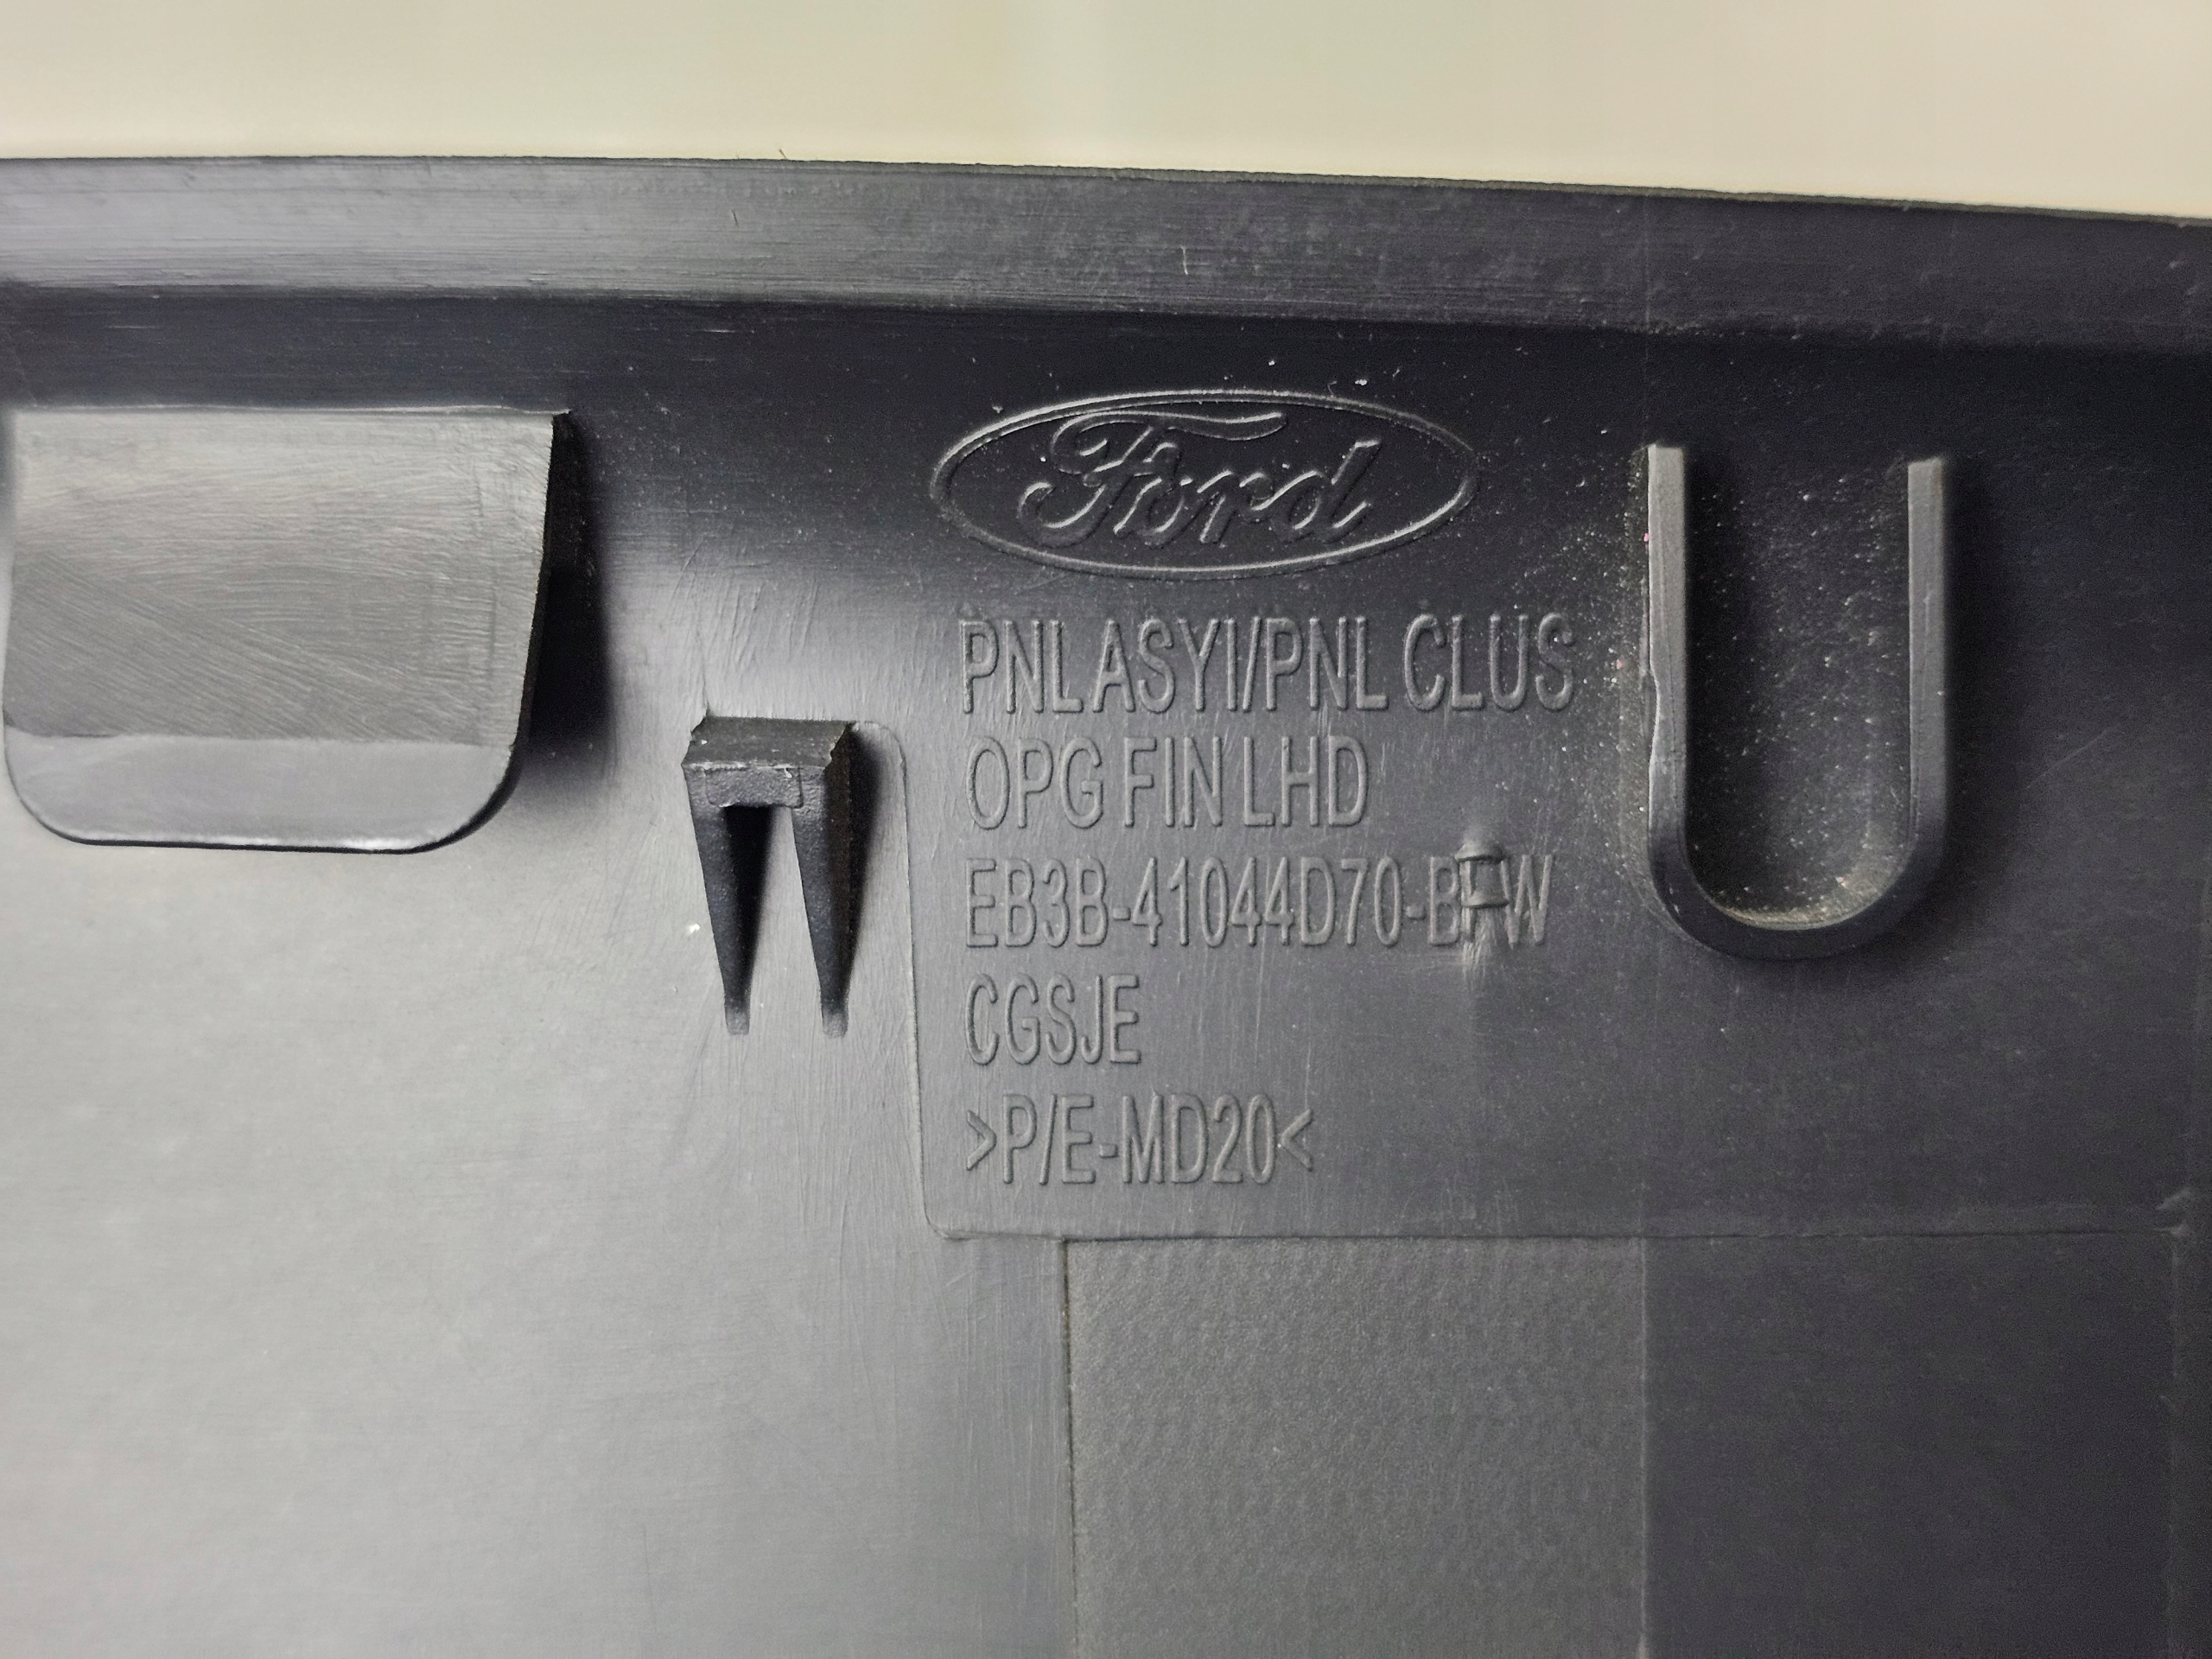 Ford
PNL ASY I/PNL CLUS
OPG FIN LHD
EB3B-41044D70-BFW
CGSJE
>P/E-MD20<